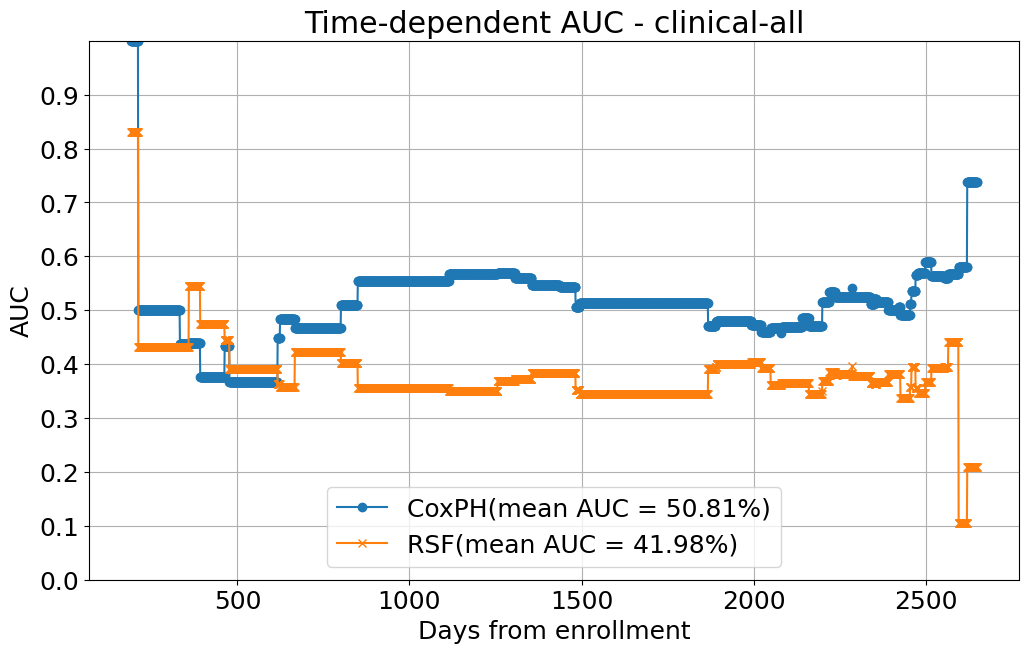 Time-dependent AUC - clinical-all
AUC
0.9
0.8
0.7
0.6
0.5
0.4
0.3
0.2
0.1
0.0
CoxPH(mean AUC = 50.81%)
RSF(mean AUC = 41.98%)
500 1000 1500 2000 2500
Days from enrollment